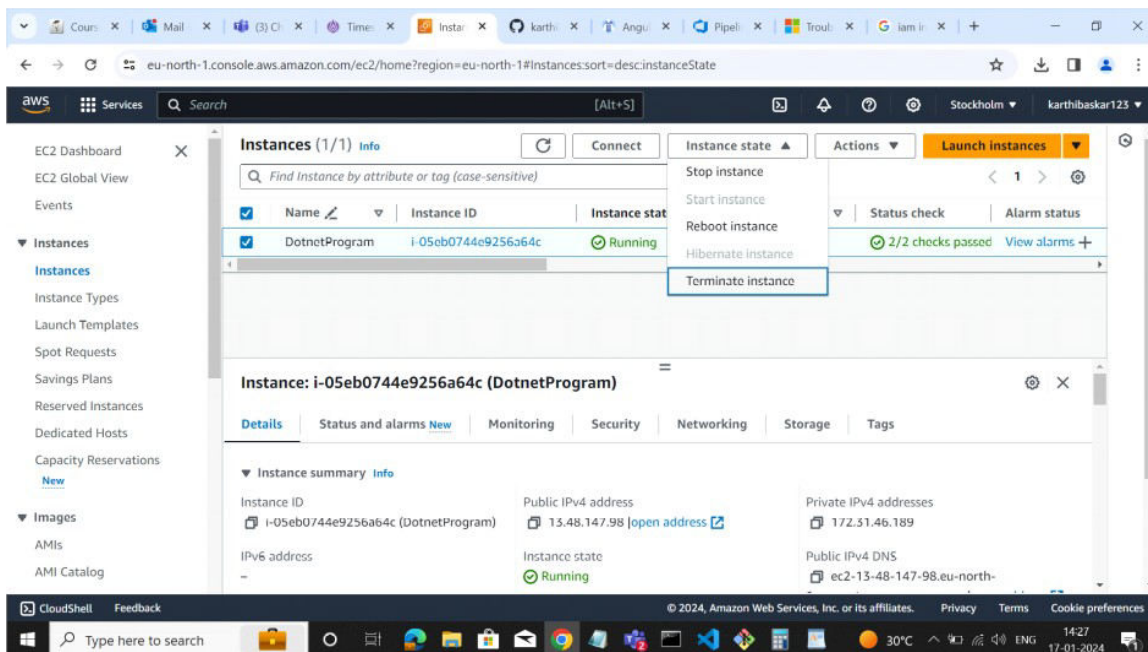 Cours
Mail
(3) Ch
Time:
Instar
karthi
Angul
Pipeli
Troub
iam in
eu-north-1.console.aws.amazon.com/ec2/home?region=eu-north-1#Instances:sort=desc:instanceState
aws Services Search [Alt+S] Stockholm karthibaskar123
EC2 Dashboard
EC2 Global View
Events
Instances
Instances
Instance Types
Launch Templates
Spot Requests
Savings Plans
Reserved Instances
Dedicated Hosts
Capacity Reservations
New
Images
AMIs
AMI Catalog
Instances (1/1) Info Connect Instance state Actions Launch instances
Find Instance by attribute or tag (case-sensitive) 1
Name Instance ID Instance stat Status check Alarm status
DotnetProgram i-05eb0744e9256a64c Running 2/2 checks passed View alarms +
Stop instance
Start instance
Reboot instance
Hibernate instance
Terminate instance
Instance: i-05eb0744e9256a64c (DotnetProgram)
Details Status and alarms New Monitoring Security Networking Storage Tags
Instance summary Info
Instance ID Public IPv4 address Private IPv4 addresses
i-05eb0744e9256a64c (DotnetProgram) 13.48.147.98 |open address 172.31.46.189
IPv6 address Instance state Public IPv4 DNS
– Running ec2-13-48-147-98.eu-north-
CloudShell Feedback © 2024, Amazon Web Services, Inc. or its affiliates. Privacy Terms Cookie preferences
Type here to search 30°C ENG 14:27
17-01-2024